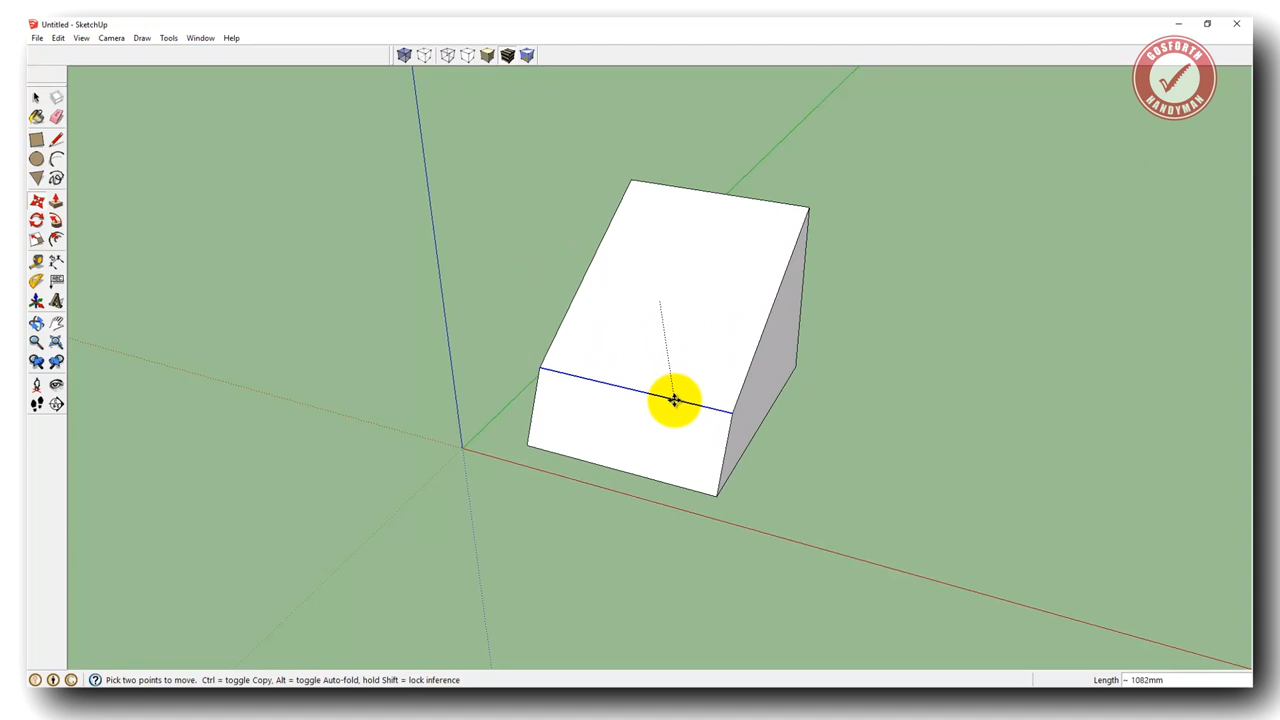 Untitled - SketchUp
File Edit View Camera Draw Tools Window Help
GOSFORTH
HANDYMAN
Pick two points to move. Ctrl = toggle Copy, Alt = toggle Auto-fold, hold Shift = lock inference
Length ~ 1082mm